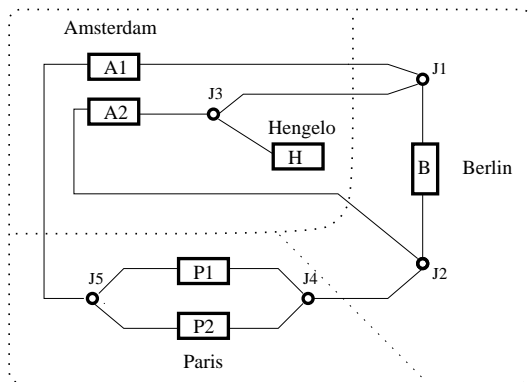 Amsterdam
A1
J1
A2
J3
Hengelo
H
B
Berlin
J2
J5
P1
J4
P2
Paris